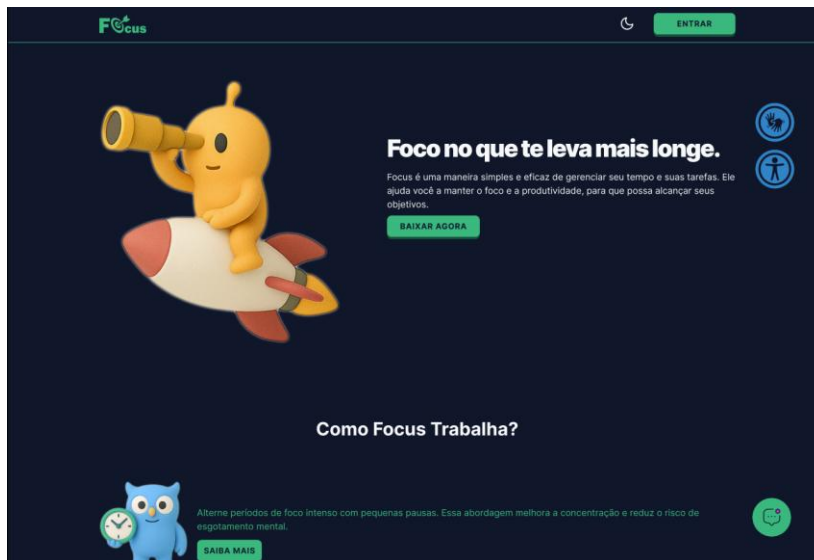 Focus
ENTRAR
Foco no que te leva mais longe.
Focus é uma maneira simples e eficaz de gerenciar seu tempo e suas tarefas. Ele
ajuda você a manter o foco e a produtividade, para que possa alcançar seus
objetivos.
BAIXAR AGORA
Como Focus Trabalha?
Alterne períodos de foco intenso com pequenas pausas. Essa abordagem melhora a concentração e reduz o risco de
esgotamento mental.
SAIBA MAIS